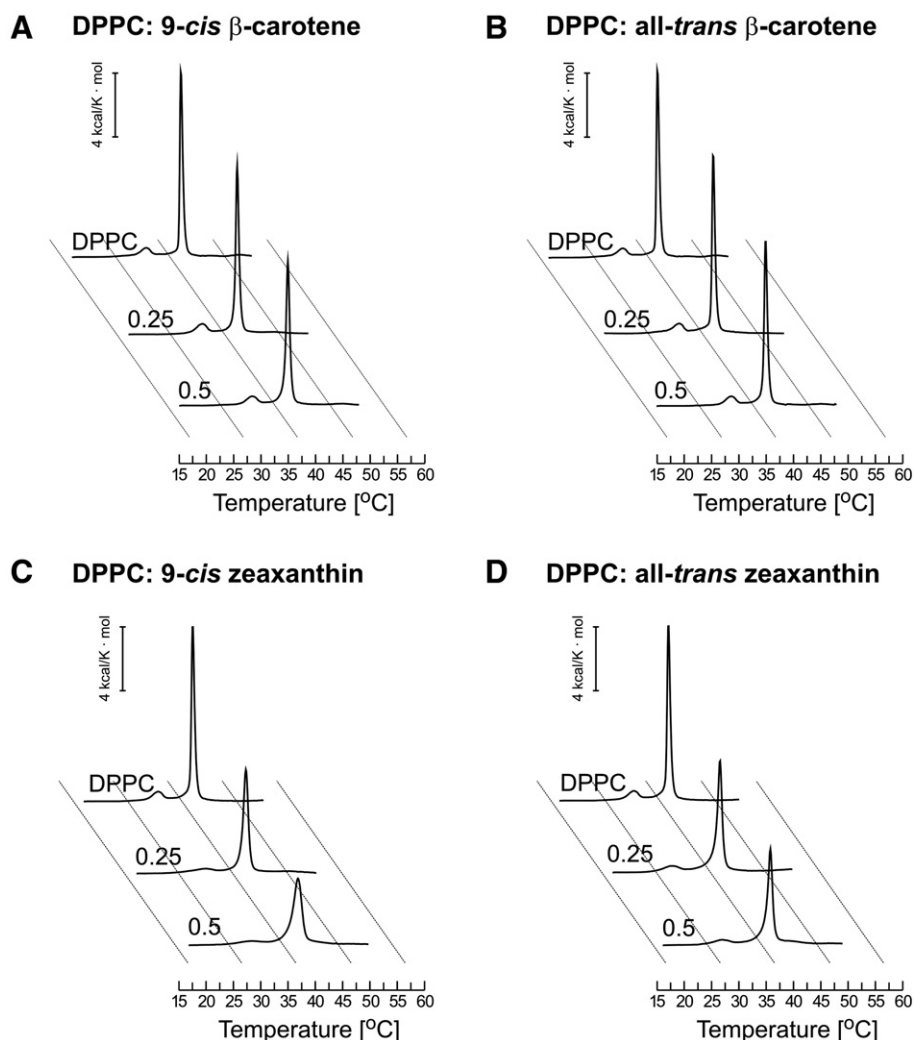 A DPPC: 9-cis β-carotene
4 kcal/K · mol
DPPC
0.25
0.5
15 20 25 30 35 40 45 50 55 60
Temperature [°C]
B DPPC: all-trans β-carotene
4 kcal/K · mol
DPPC
0.25
0.5
15 20 25 30 35 40 45 50 55 60
Temperature [°C]
C DPPC: 9-cis zeaxanthin
4 kcal/K · mol
DPPC
0.25
0.5
15 20 25 30 35 40 45 50 55 60
Temperature [°C]
D DPPC: all-trans zeaxanthin
4 kcal/K · mol
DPPC
0.25
0.5
15 20 25 30 35 40 45 50 55 60
Temperature [°C]